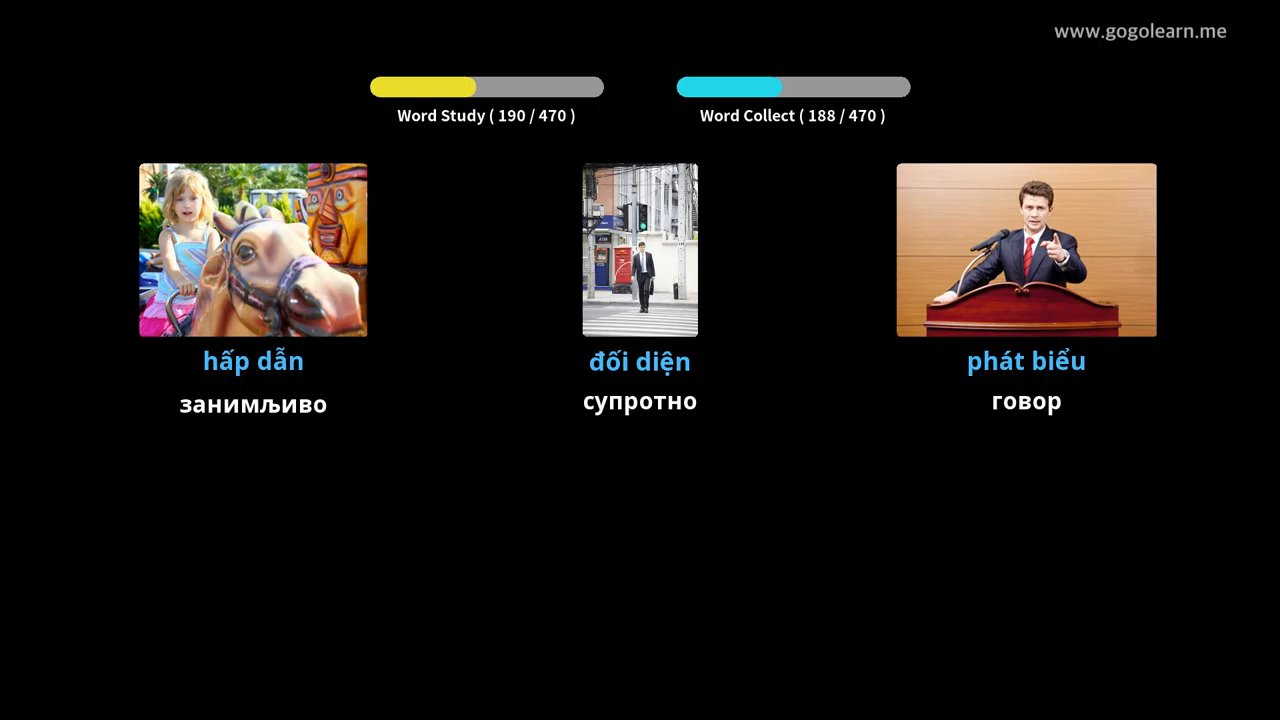 www.gogolearn.me
Word Study ( 190 / 470 )
Word Collect ( 188 / 470 )
hấp dẫn
đối diện
phát biểu
занимљиво
супротно
говор